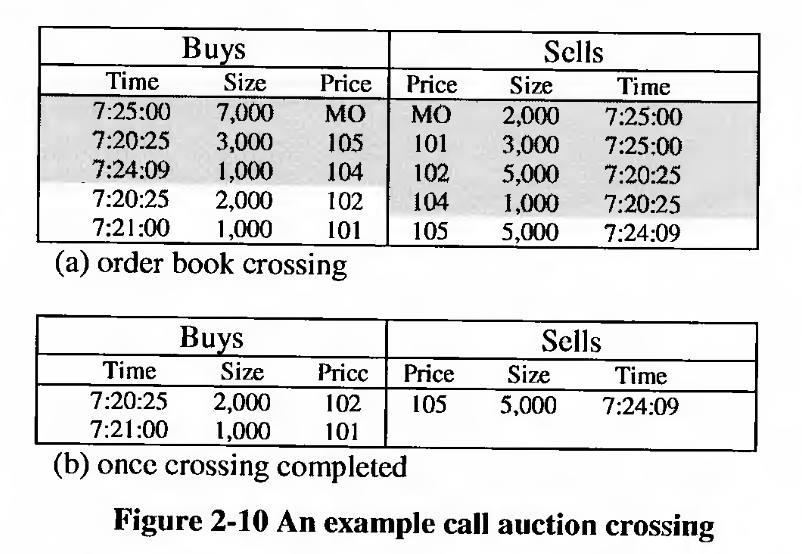 Buys Sells
Time Size Price Price Size Time
7:25:00 7,000 MO MO 2,000 7:25:00
7:20:25 3,000 105 101 3,000 7:25:00
7:24:09 1,000 104 102 5,000 7:20:25
7:20:25 2,000 102 104 1,000 7:20:25
7:21:00 1,000 101 105 5,000 7:24:09
(a) order book crossing
Buys Sells
Time Size Price Price Size Time
7:20:25 2,000 102 105 5,000 7:24:09
7:21:00 1,000 101
(b) once crossing completed
Figure 2-10 An example call auction crossing